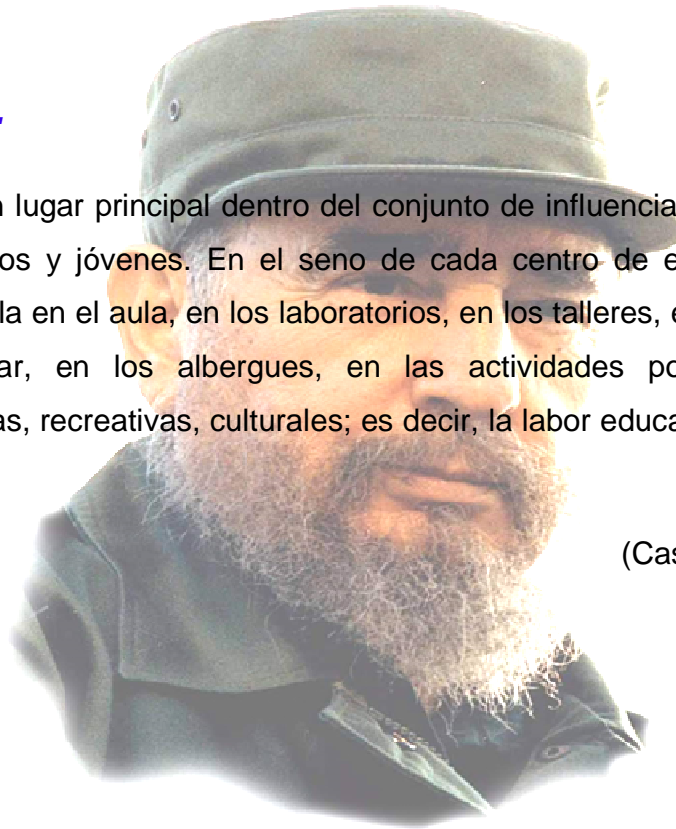 lugar principal dentro del conjunto de influencia
os y jóvenes. En el seno de cada centro de e
la en el aula, en los laboratorios, en los talleres, e
ar, en los albergues, en las actividades po
as, recreativas, culturales; es decir, la labor educa
(Cas